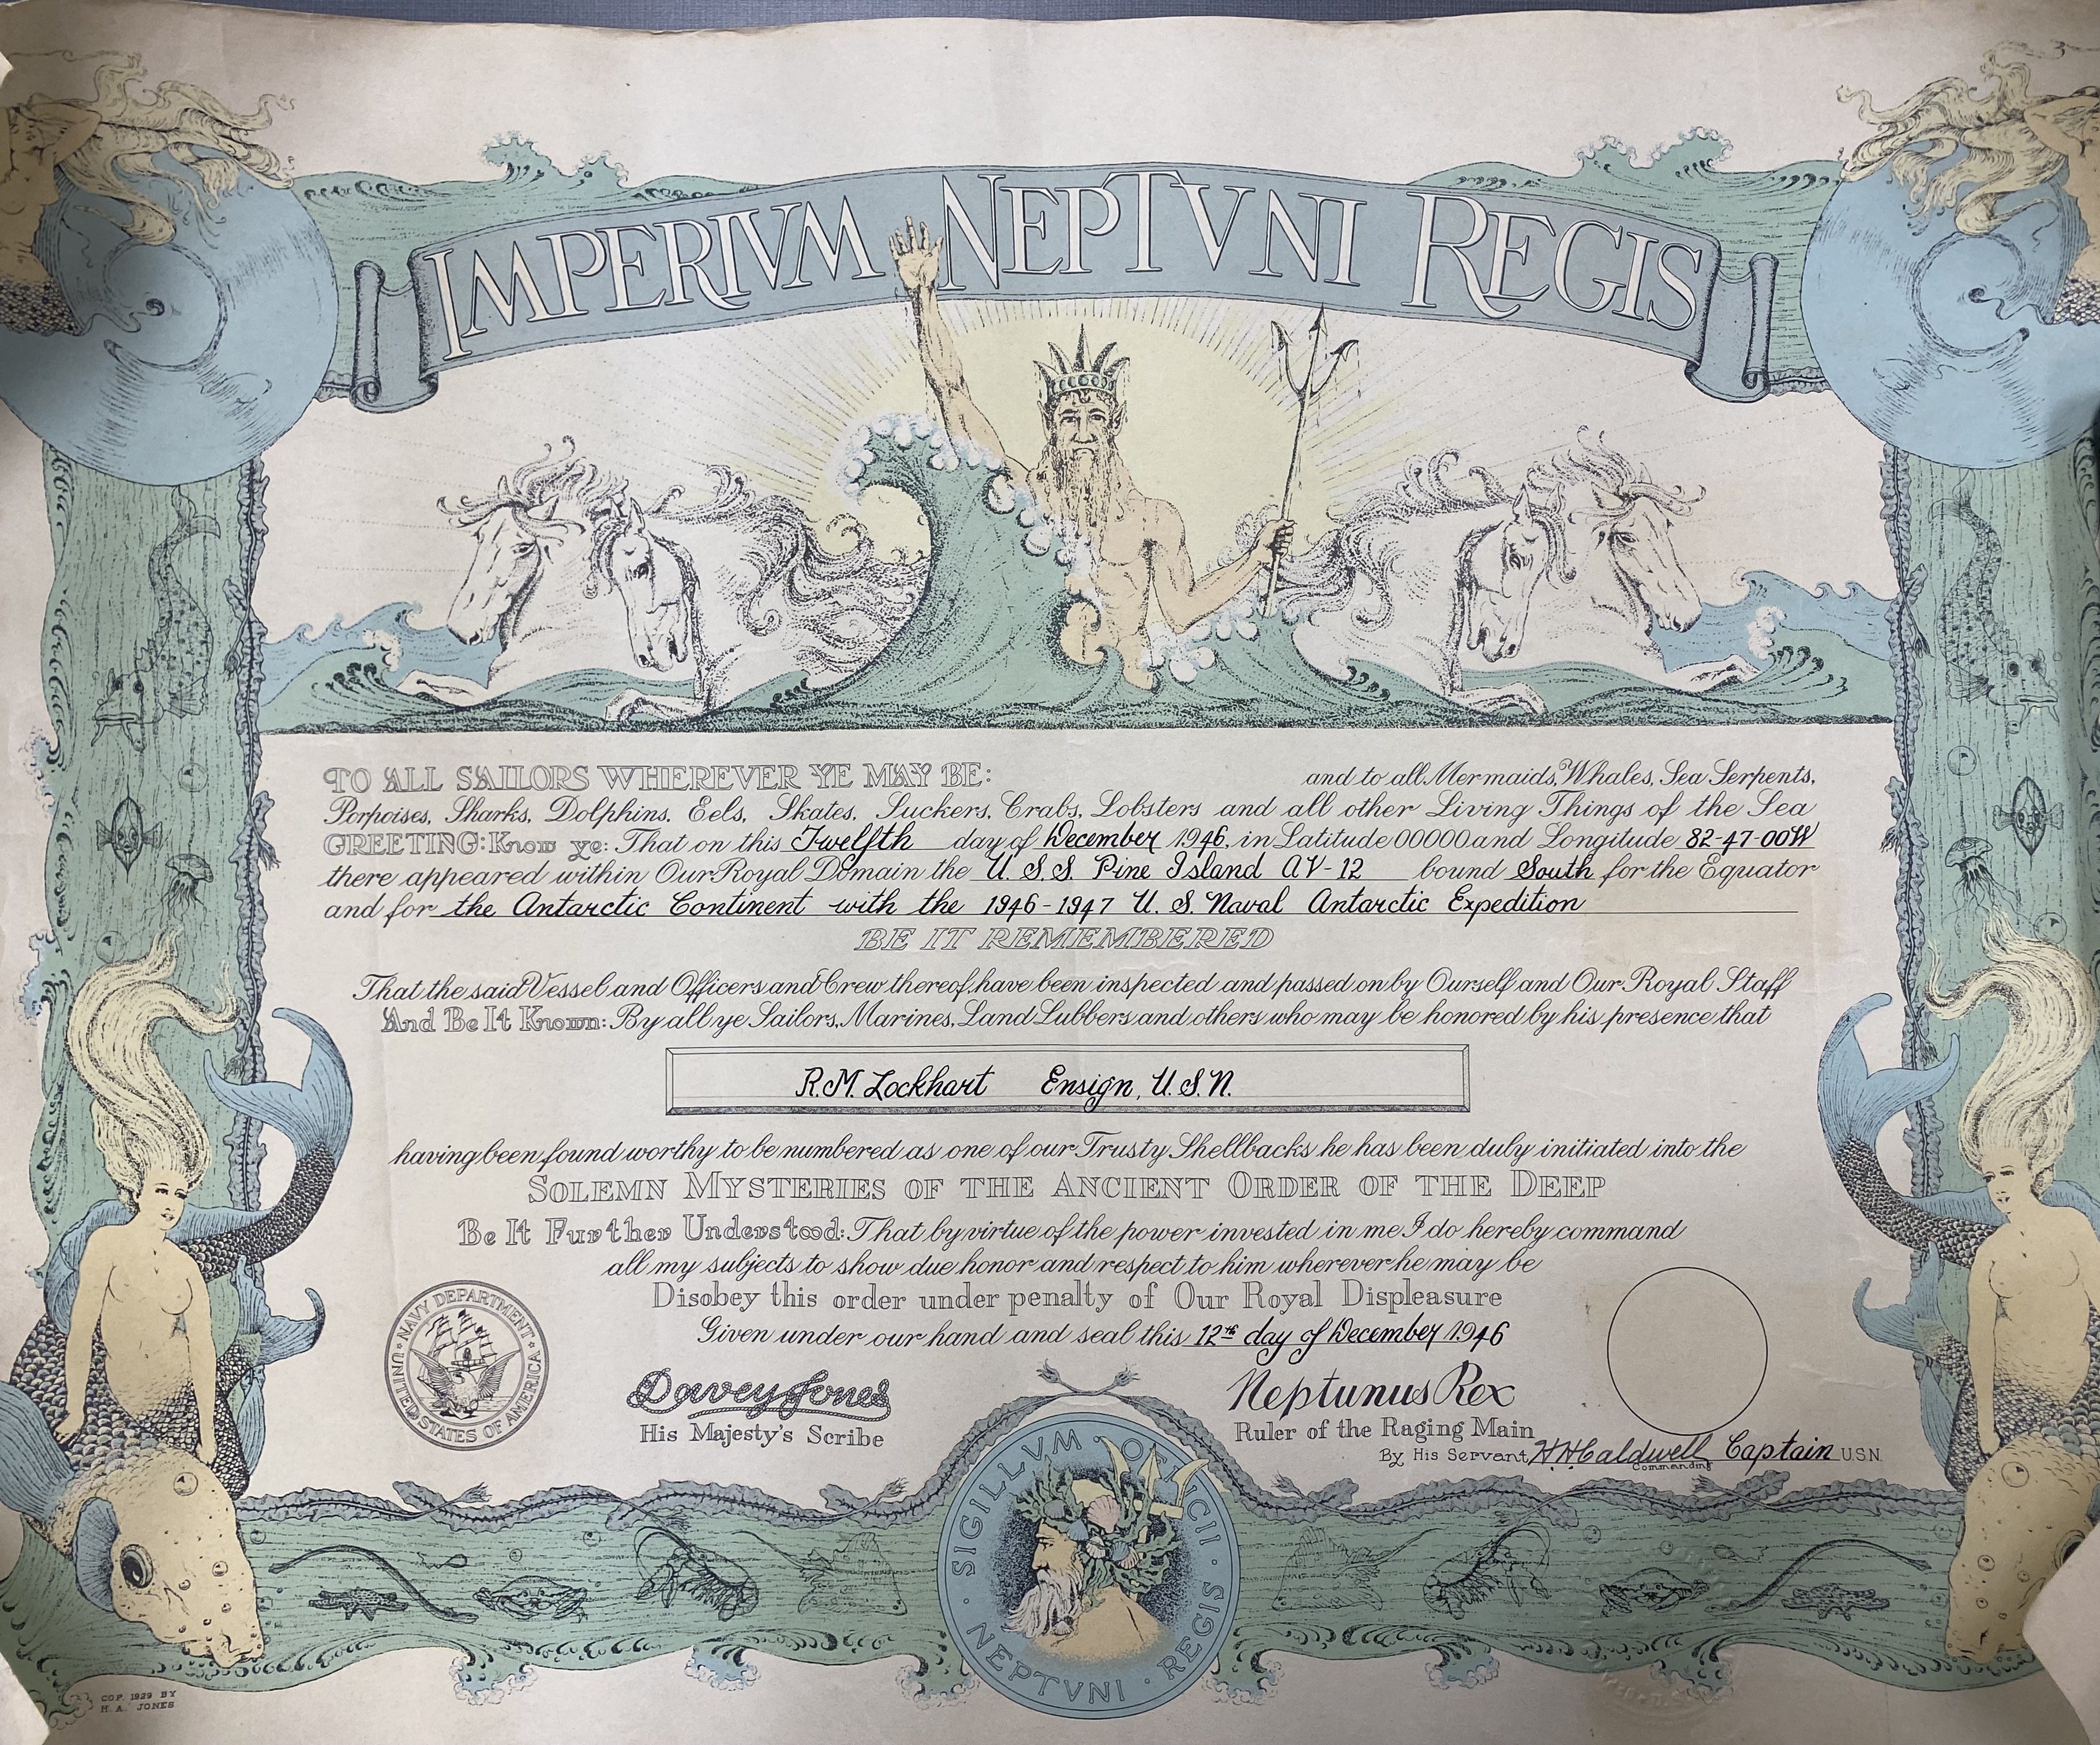 IMPERIVM NEPTVNI REGIS
TO ALL SAILORS WHEREVER YE MAY BE: and to all Mermaids, Whales, Sea Serpents,
Porpoises, Sharks, Dolphins, Eels, Skates, Suckers, Crabs, Lobsters and all other Living Things of the Sea
GREETING: Know ye: That on this Twelfth day of December 1946, in Latitude 00000 and Longitude 82-47-00W
there appeared within Our Royal Domain the U.S.S. Pine Island AV-12 bound South for the Equator
and for the Antarctic Continent with the 1946-1947 U.S. Naval Antarctic Expedition
BE IT REMEMBERED
That the said Vessel and Officers and Crew thereof, have been inspected and passed on by Ourself and Our Royal Staff
And Be It Known: By all ye Sailors, Marines, Land Lubbers and others who may be honored by his presence that
R.M. Lockhart Ensign, U.S.N.
having been found worthy to be numbered as one of our Trusty Shellbacks he has been duly initiated into the
SOLEMN MYSTERIES OF THE ANCIENT ORDER OF THE DEEP
Be It Further Understood: That by virtue of the power invested in me I do hereby command
all my subjects to show due honor and respect to him wherever he may be
Disobey this order under penalty of Our Royal Displeasure
Given under our hand and seal this 12th day of December 1946
NAVY DEPARTMENT
UNITED STATES OF AMERICA
Davey Jones
His Majesty's Scribe
Neptunus Rex
Ruler of the Raging Main
By His Servant H.H. Caldwell Captain U.S.N.
Commanding
SIGILLVM OFFICII
NEPTVNI REGIS
COP. 1929 BY
H. A. JONES